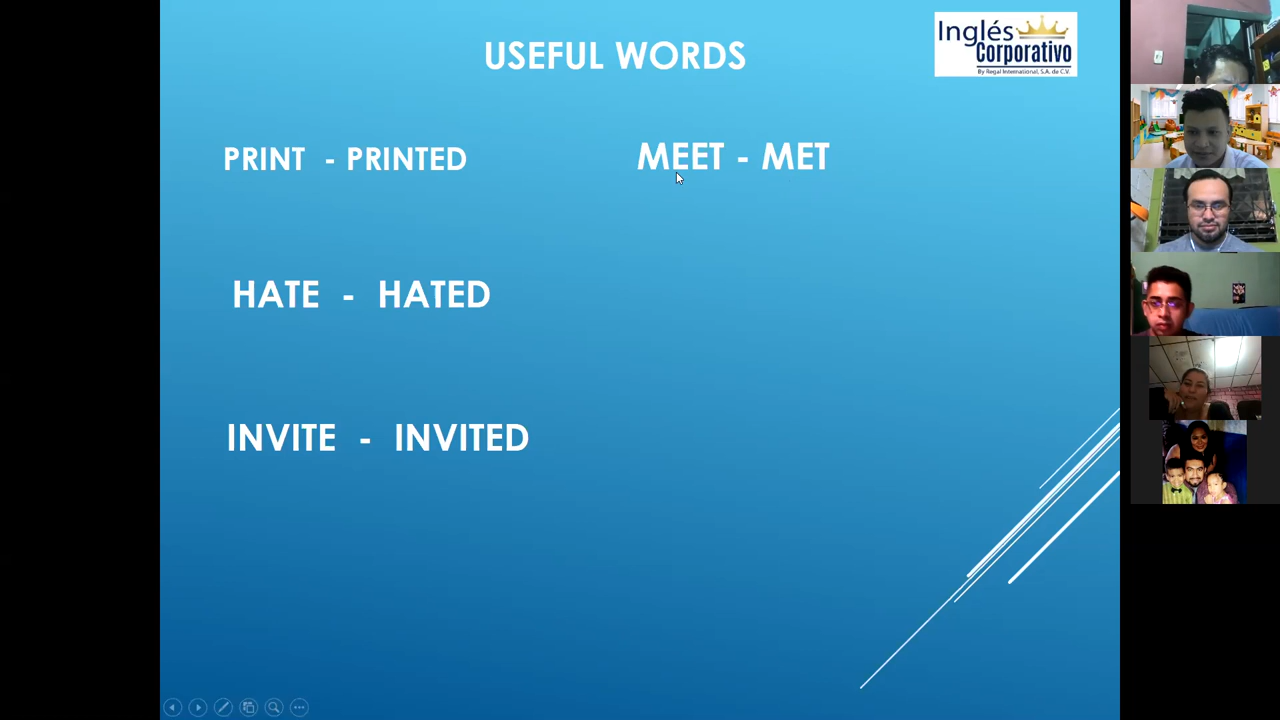 USEFUL WORDS
Inglés
Corporativo
By Regal International, S.A. de C.V.
PRINT - PRINTED
MEET - MET
HATE - HATED
INVITE - INVITED